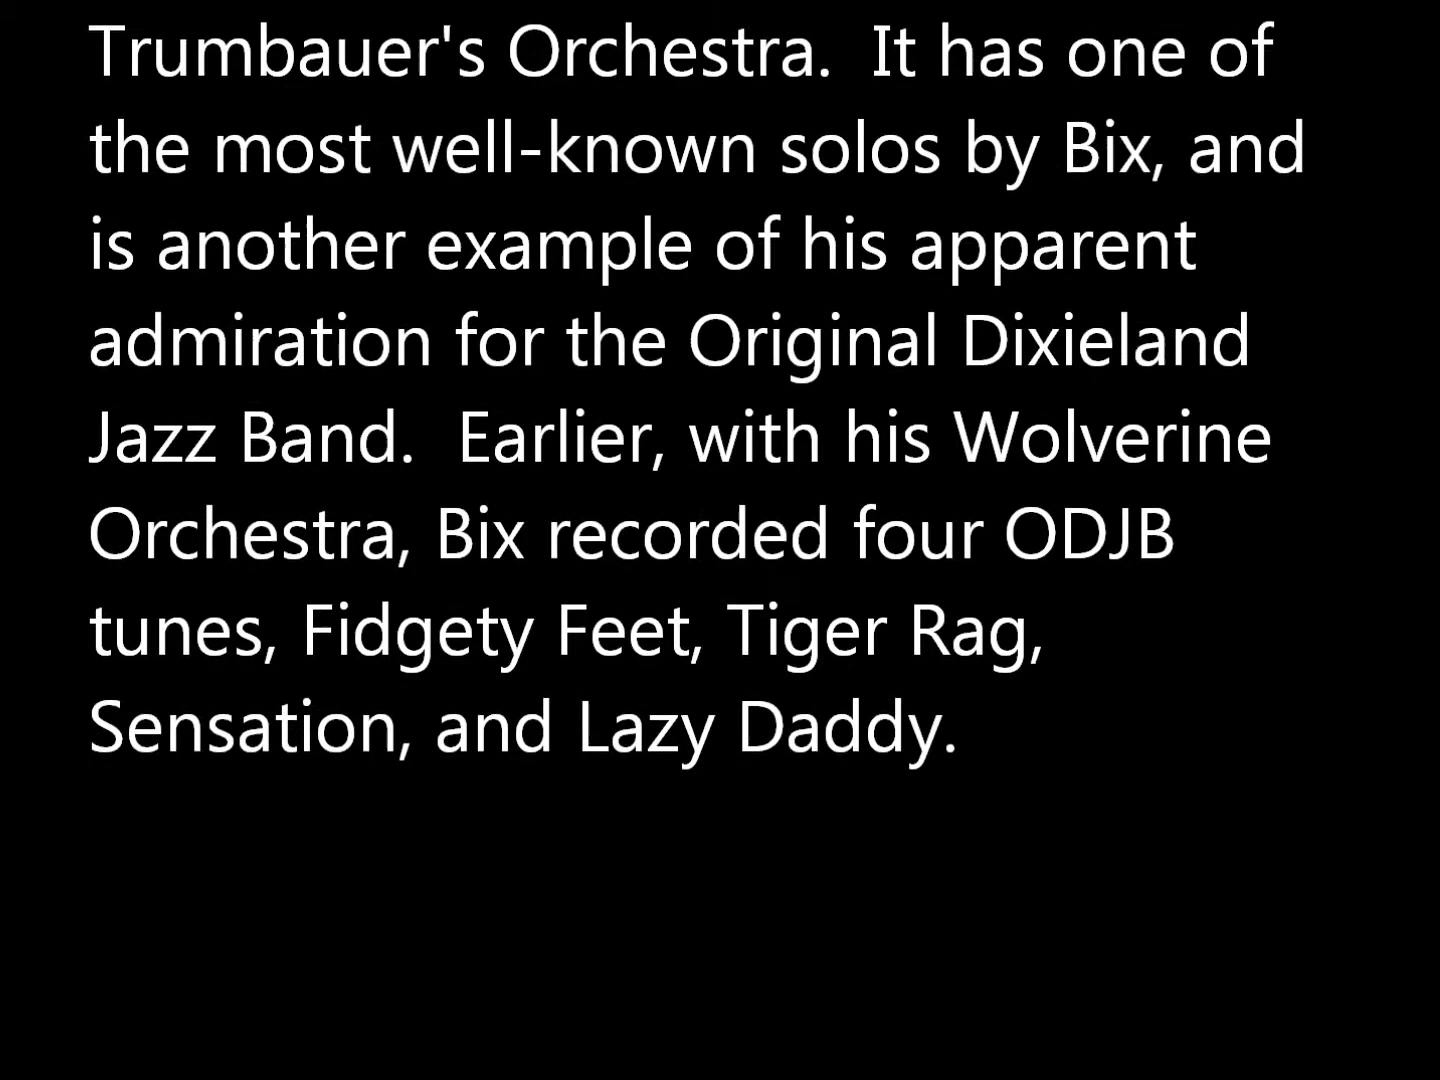 Trumbauer's Orchestra.  It has one of
the most well-known solos by Bix, and
is another example of his apparent
admiration for the Original Dixieland
Jazz Band.  Earlier, with his Wolverine
Orchestra, Bix recorded four ODJB
tunes, Fidgety Feet, Tiger Rag,
Sensation, and Lazy Daddy.